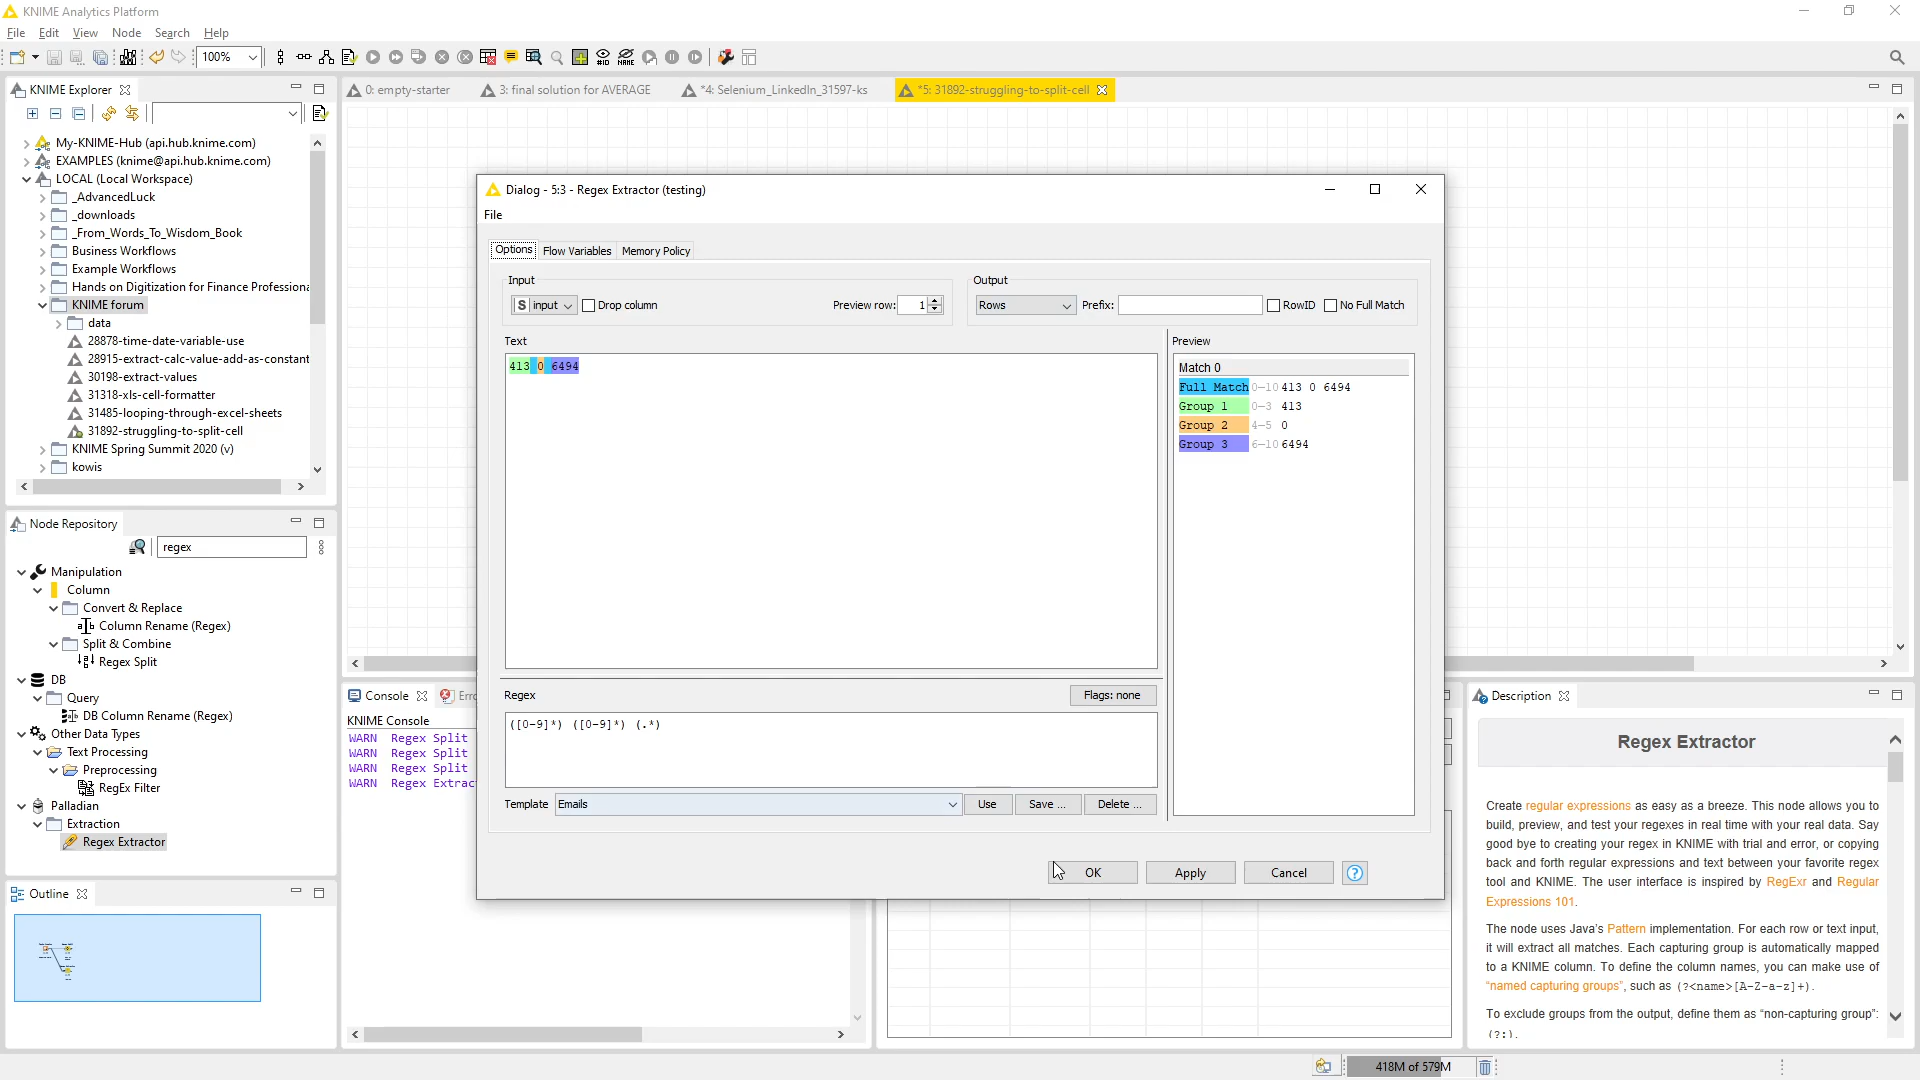 KNIME Analytics Platform
File Edit View Node Search Help
100%
KNIME Explorer
My-KNIME-Hub (api.hub.knime.com)
EXAMPLES (knime@api.hub.knime.com)
LOCAL (Local Workspace)
_AdvancedLuck
_downloads
_From_Words_To_Wisdom_Book
Business Workflows
Example Workflows
Hands on Digitization for Finance Professiona
KNIME forum
data
28878-time-date-variable-use
28915-extract-calc-value-add-as-constant
30198-extract-values
31318-xls-cell-formatter
31485-looping-through-excel-sheets
31892-struggling-to-split-cell
KNIME Spring Summit 2020 (v)
kowis
Node Repository
regex
Manipulation
Column
Convert & Replace
Column Rename (Regex)
Split & Combine
Regex Split
DB
Query
DB Column Rename (Regex)
Other Data Types
Text Processing
Preprocessing
RegEx Filter
Palladian
Extraction
Regex Extractor
Outline
0: empty-starter
3: final solution for AVERAGE
*4: Selenium_LinkedIn_31597-ks
*5: 31892-struggling-to-split-cell
Dialog - 5:3 - Regex Extractor (testing)
File
Options Flow Variables Memory Policy
Input
S input Drop column Preview row: 1
Output
Rows Prefix: RowID No Full Match
Text
413 0 6494
Preview
Match 0
Full Match 0-10 413 0 6494
Group 1 0-3 413
Group 2 4-5 0
Group 3 6-10 6494
Regex
Flags: none
([0-9]*) ([0-9]*) (.*)
Template Emails Use Save ... Delete ...
OK Apply Cancel ?
Console Erro
KNIME Console
WARN Regex Split
WARN Regex Split
WARN Regex Split
WARN Regex Extrac
Description
Regex Extractor
Create regular expressions as easy as a breeze. This node allows you to
build, preview, and test your regexes in real time with your real data. Say
good bye to creating your regex in KNIME with trial and error, or copying
back and forth regular expressions and text between your favorite regex
tool and KNIME. The user interface is inspired by RegExr and Regular
Expressions 101.
The node uses Java's Pattern implementation. For each row or text input,
it will extract all matches. Each capturing group is automatically mapped
to a KNIME column. To define the column names, you can make use of
“named capturing groups”, such as (?<name>[A-Z-a-z]+).
To exclude groups from the output, define them as “non-capturing group”:
(?:).
418M of 579M